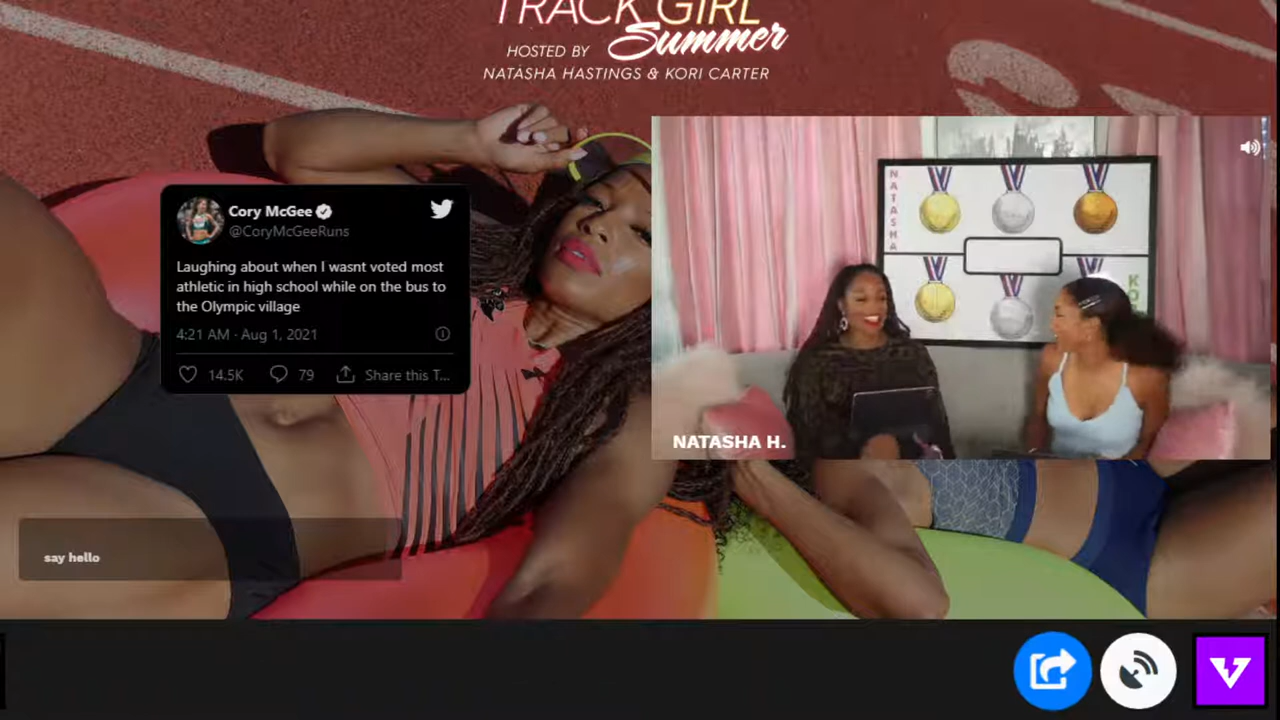 TRACK GIRL
Summer
HOSTED BY
NATASHA HASTINGS & KORI CARTER
Cory McGee
@CoryMcGeeRuns
Laughing about when I wasnt voted most
athletic in high school while on the bus to
the Olympic village
4:21 AM · Aug 1, 2021
14.5K 79 Share this T...
NATASHA
KO
NATASHA H.
say hello